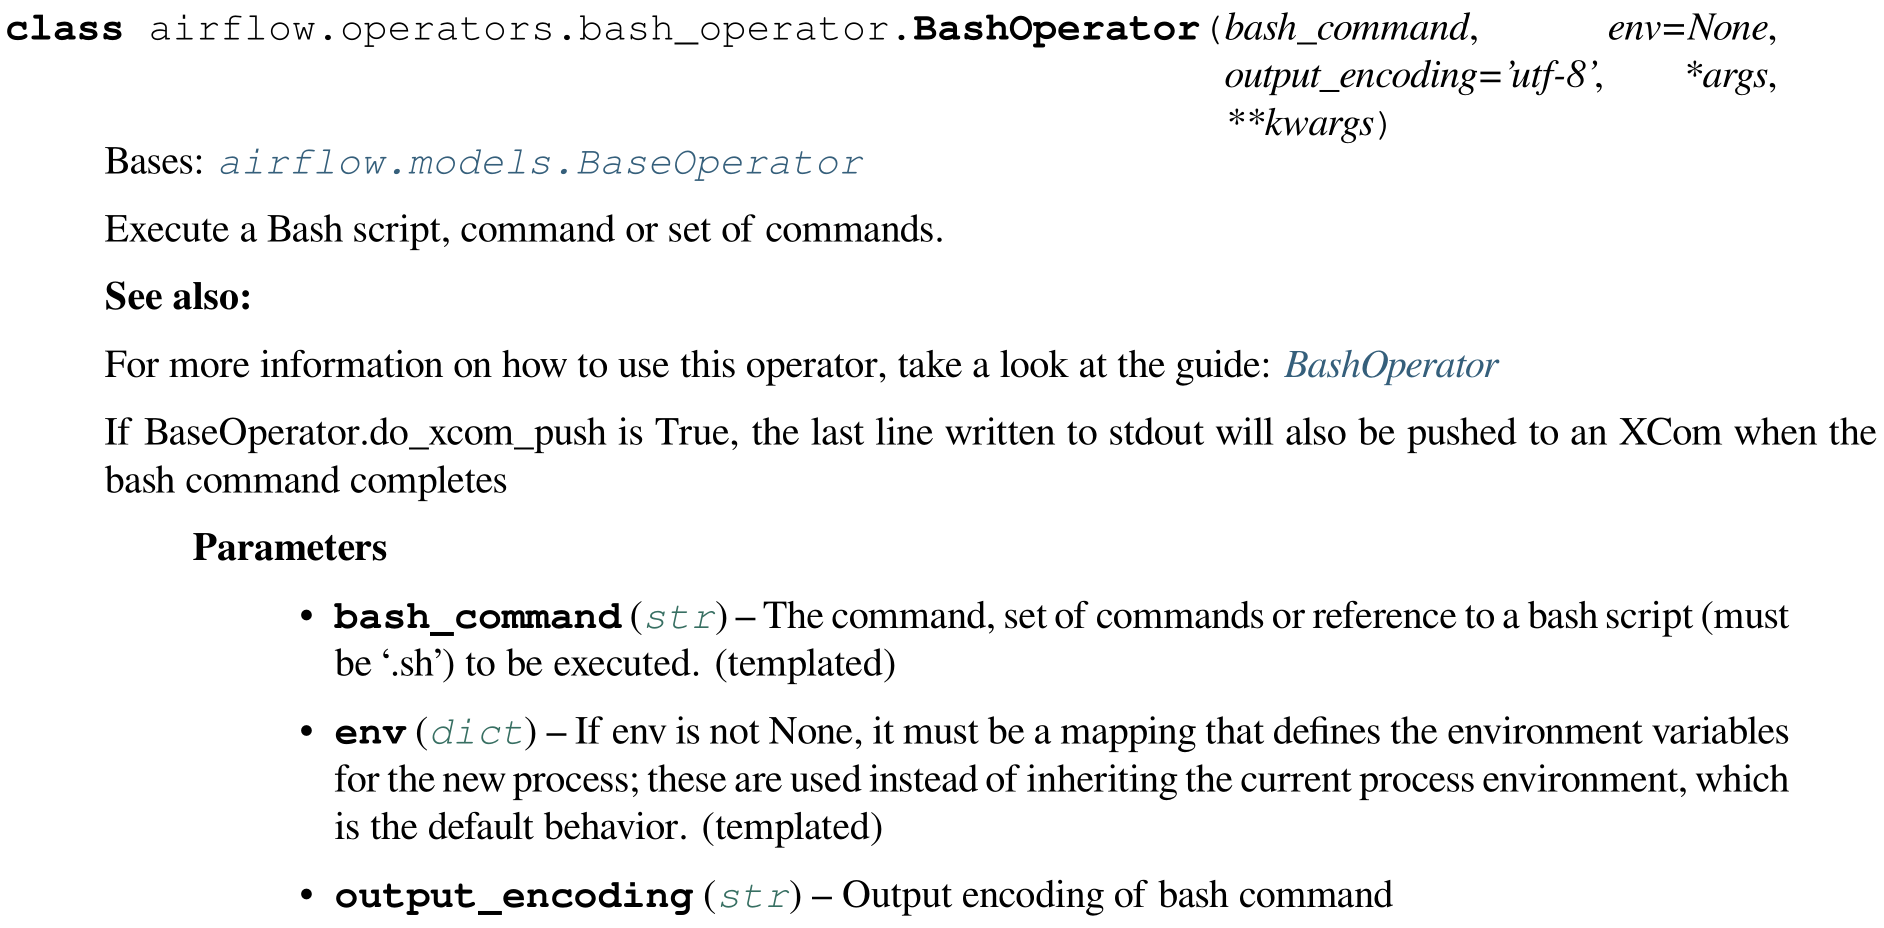 class airflow.operators.bash_operator.BashOperator(bash_command, env=None,
output_encoding='utf-8', *args,
**kwargs)
Bases: airflow.models.BaseOperator
Execute a Bash script, command or set of commands.
See also:
For more information on how to use this operator, take a look at the guide: BashOperator
If BaseOperator.do_xcom_push is True, the last line written to stdout will also be pushed to an XCom when the
bash command completes
Parameters
• bash_command (str) – The command, set of commands or reference to a bash script (must
be ‘.sh’) to be executed. (templated)
• env (dict) – If env is not None, it must be a mapping that defines the environment variables
for the new process; these are used instead of inheriting the current process environment, which
is the default behavior. (templated)
• output_encoding (str) – Output encoding of bash command